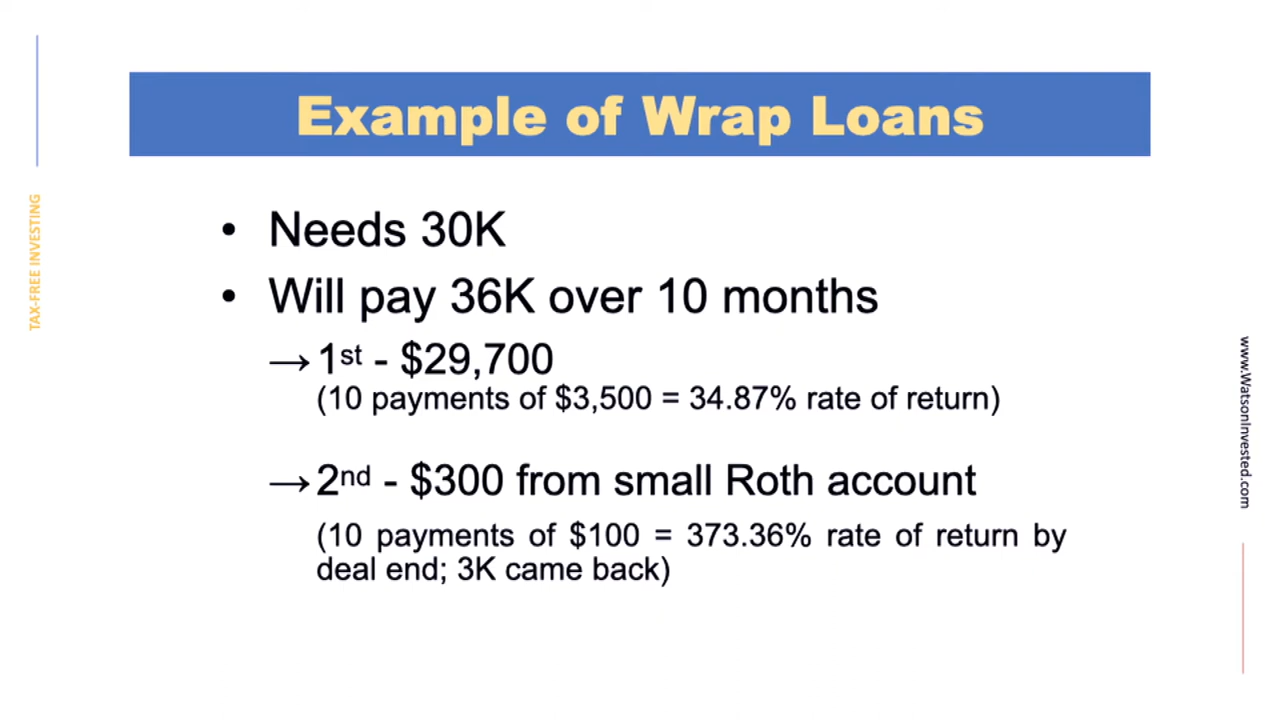 Example of Wrap Loans
TAX-FREE INVESTING
• Needs 30K
• Will pay 36K over 10 months
→ 1st - $29,700
(10 payments of $3,500 = 34.87% rate of return)
→ 2nd - $300 from small Roth account
(10 payments of $100 = 373.36% rate of return by
deal end; 3K came back)
www.WatsonInvested.com